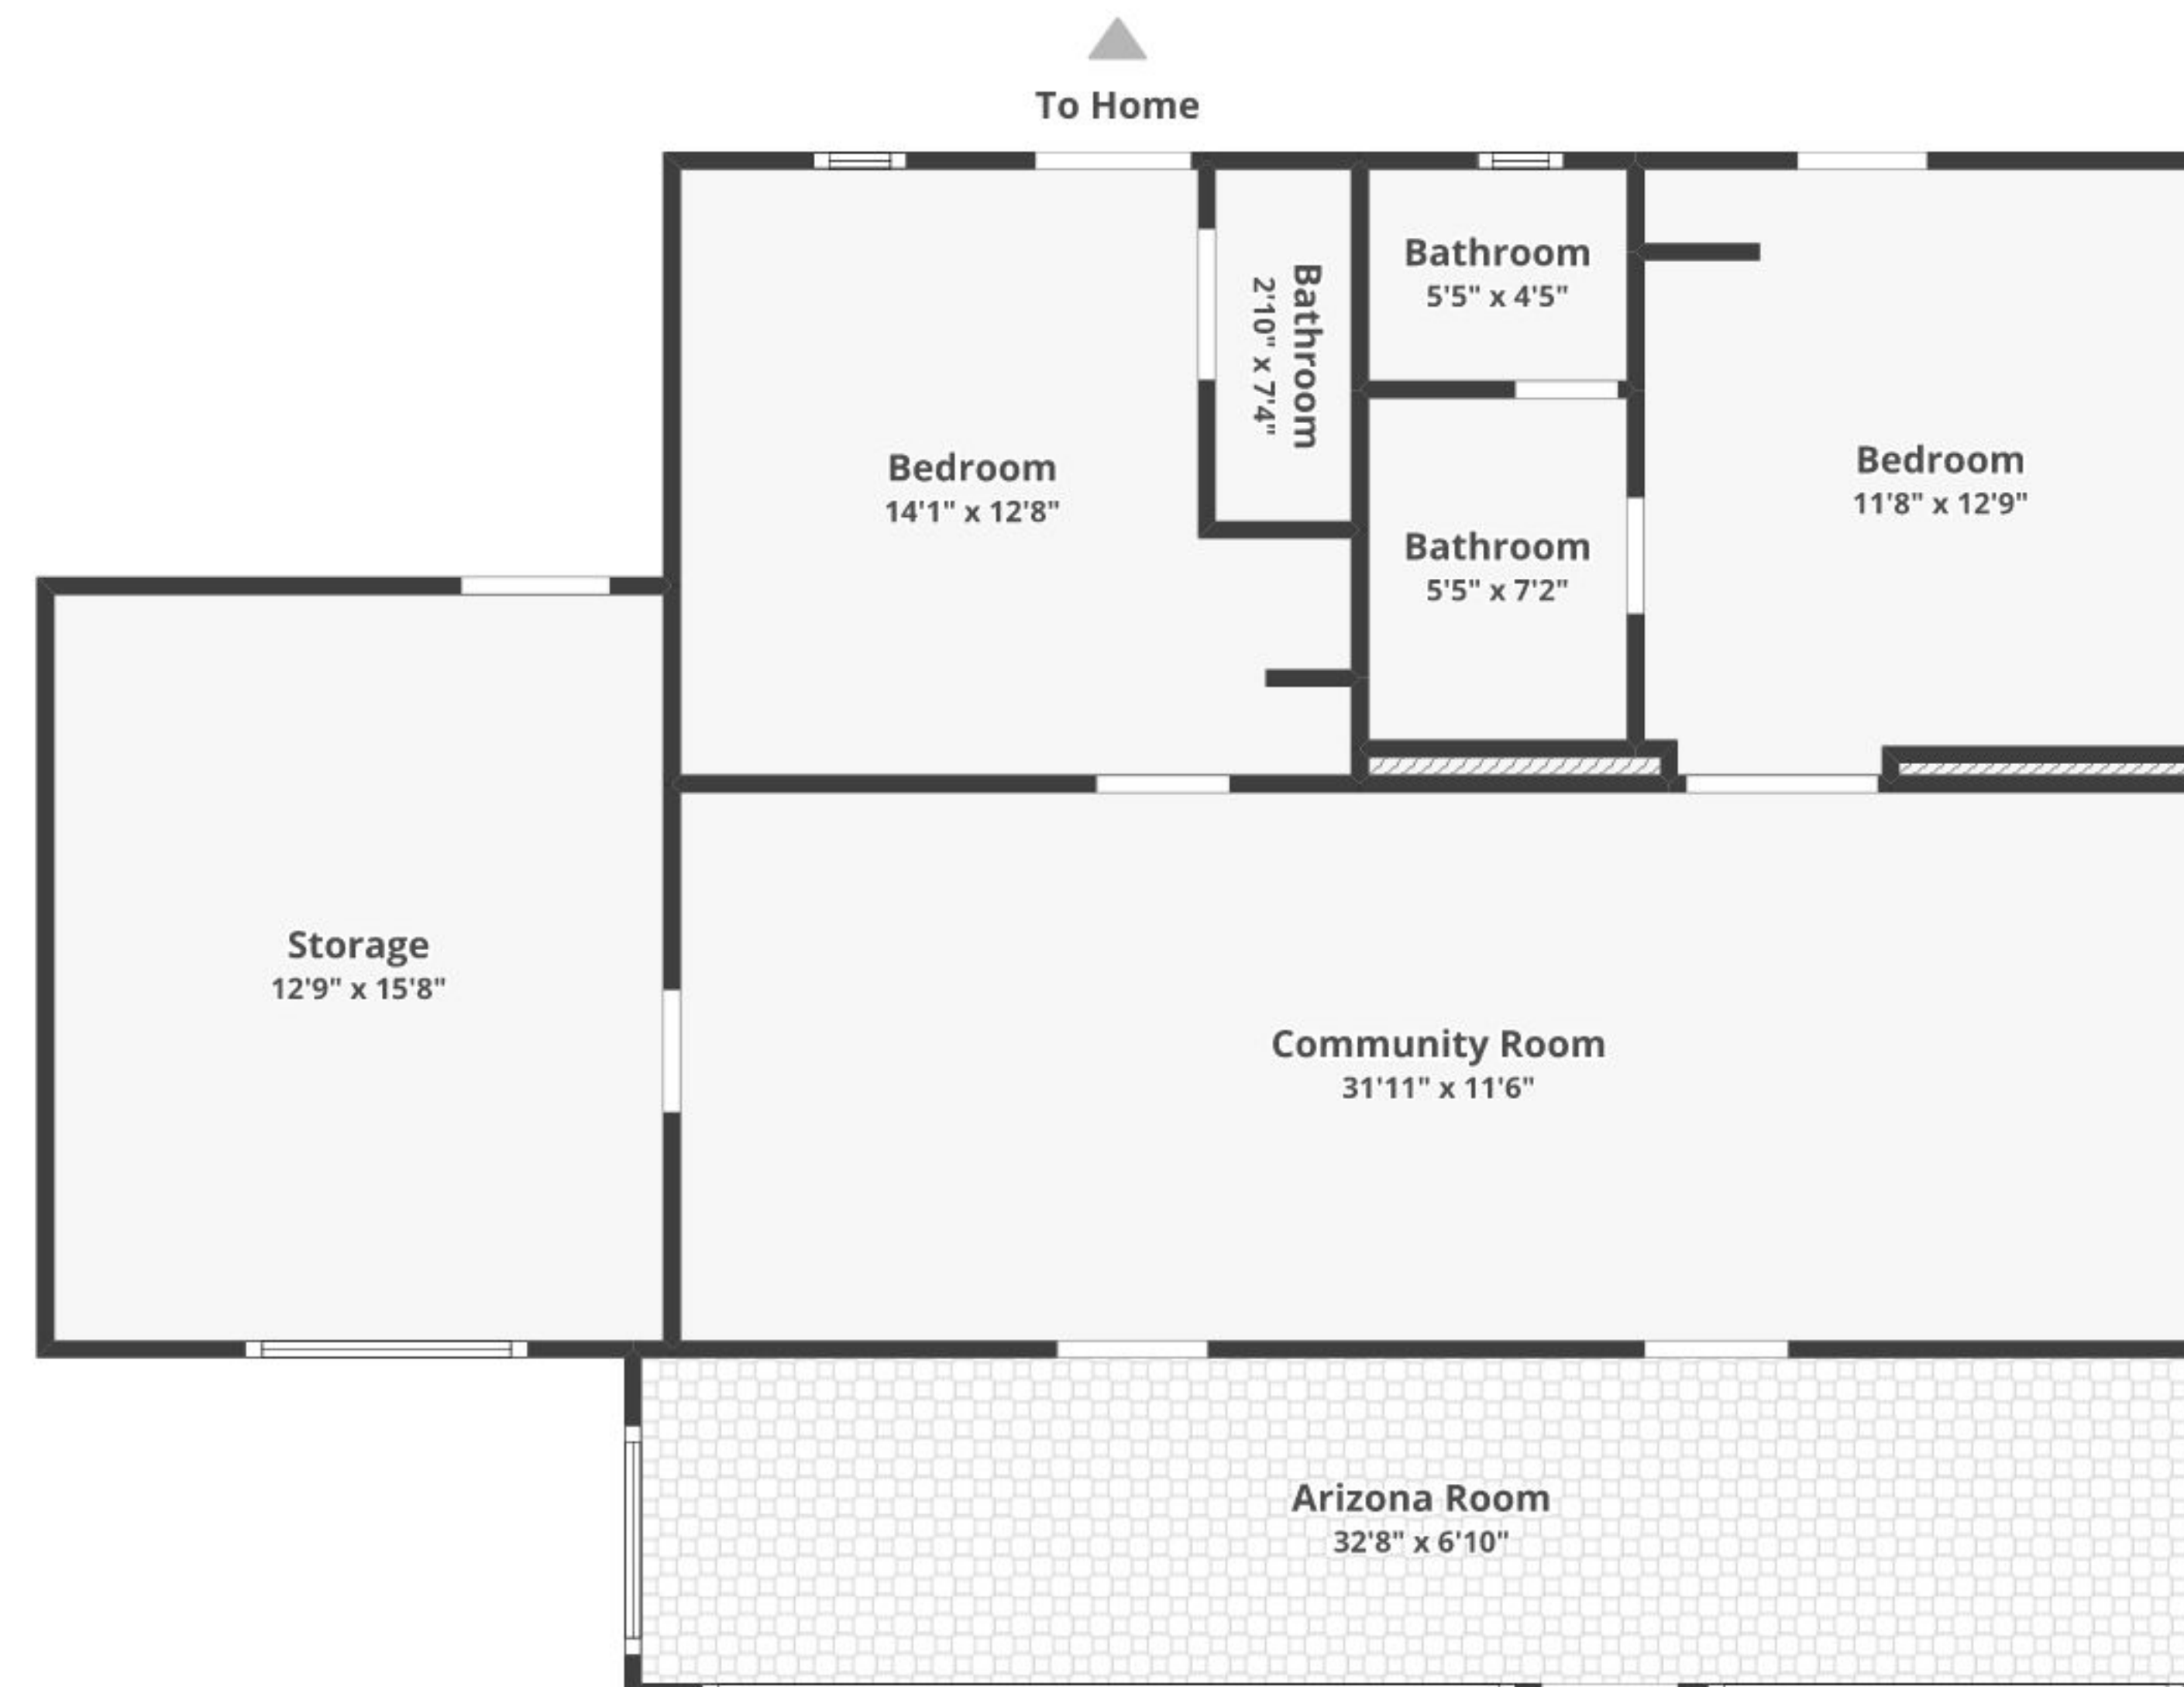 To Home
Bathroom
5'5" x 4'5"
Bathroom
2'10" x 7'4"
Bedroom
14'1" x 12'8"
Bedroom
11'8" x 12'9"
Bathroom
5'5" x 7'2"
Storage
12'9" x 15'8"
Community Room
31'11" x 11'6"
Arizona Room
32'8" x 6'10"